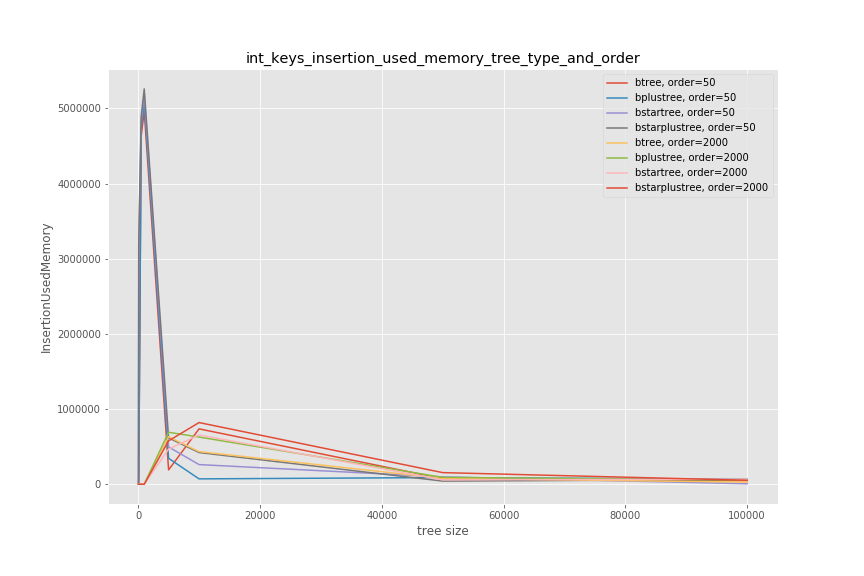 int_keys_insertion_used_memory_tree_type_and_order
btree, order=50
bplustree, order=50
bstartree, order=50
bstarplustree, order=50
btree, order=2000
bplustree, order=2000
bstartree, order=2000
bstarplustree, order=2000
InsertionUsedMemory
5000000
4000000
3000000
2000000
1000000
0
0
20000
40000
60000
80000
100000
tree size